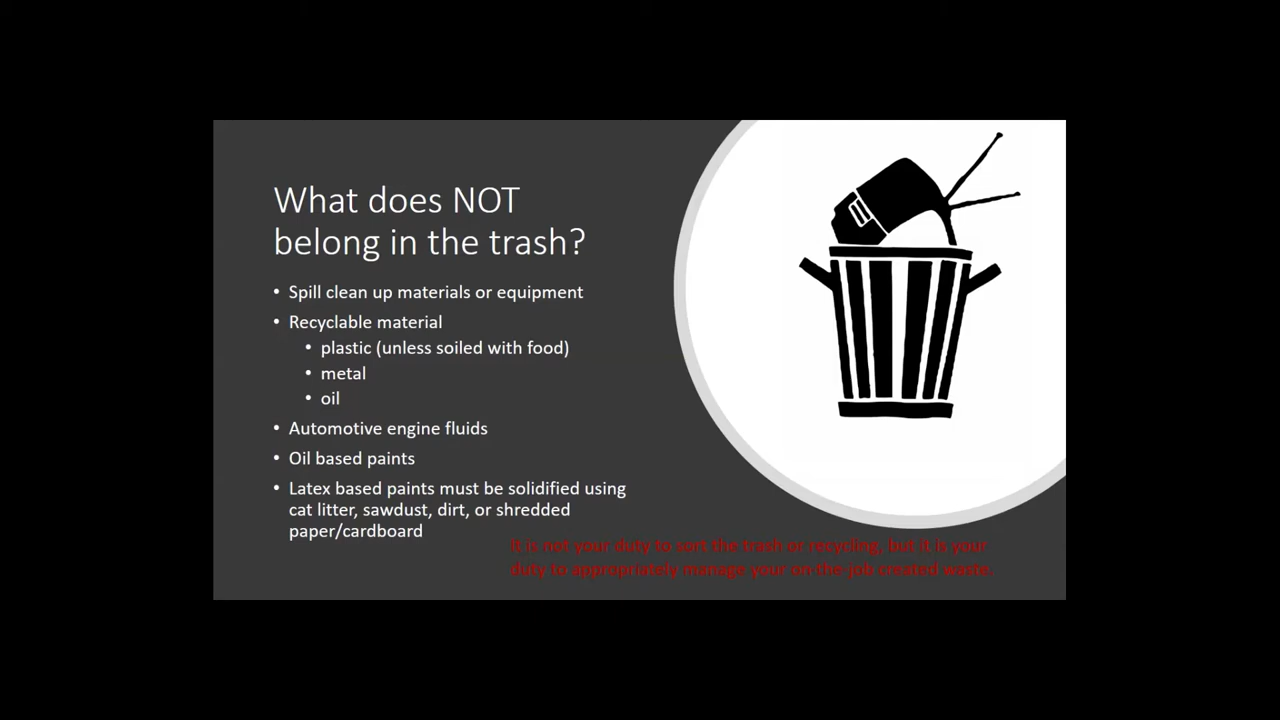 What does NOT
belong in the trash?
• Spill clean up materials or equipment
• Recyclable material
• plastic (unless soiled with food)
• metal
• oil
• Automotive engine fluids
• Oil based paints
• Latex based paints must be solidified using
cat litter, sawdust, dirt, or shredded
paper/cardboard
It is not your duty to sort the trash or recycling, but it is your
duty to appropriately manage your on-the-job created waste.